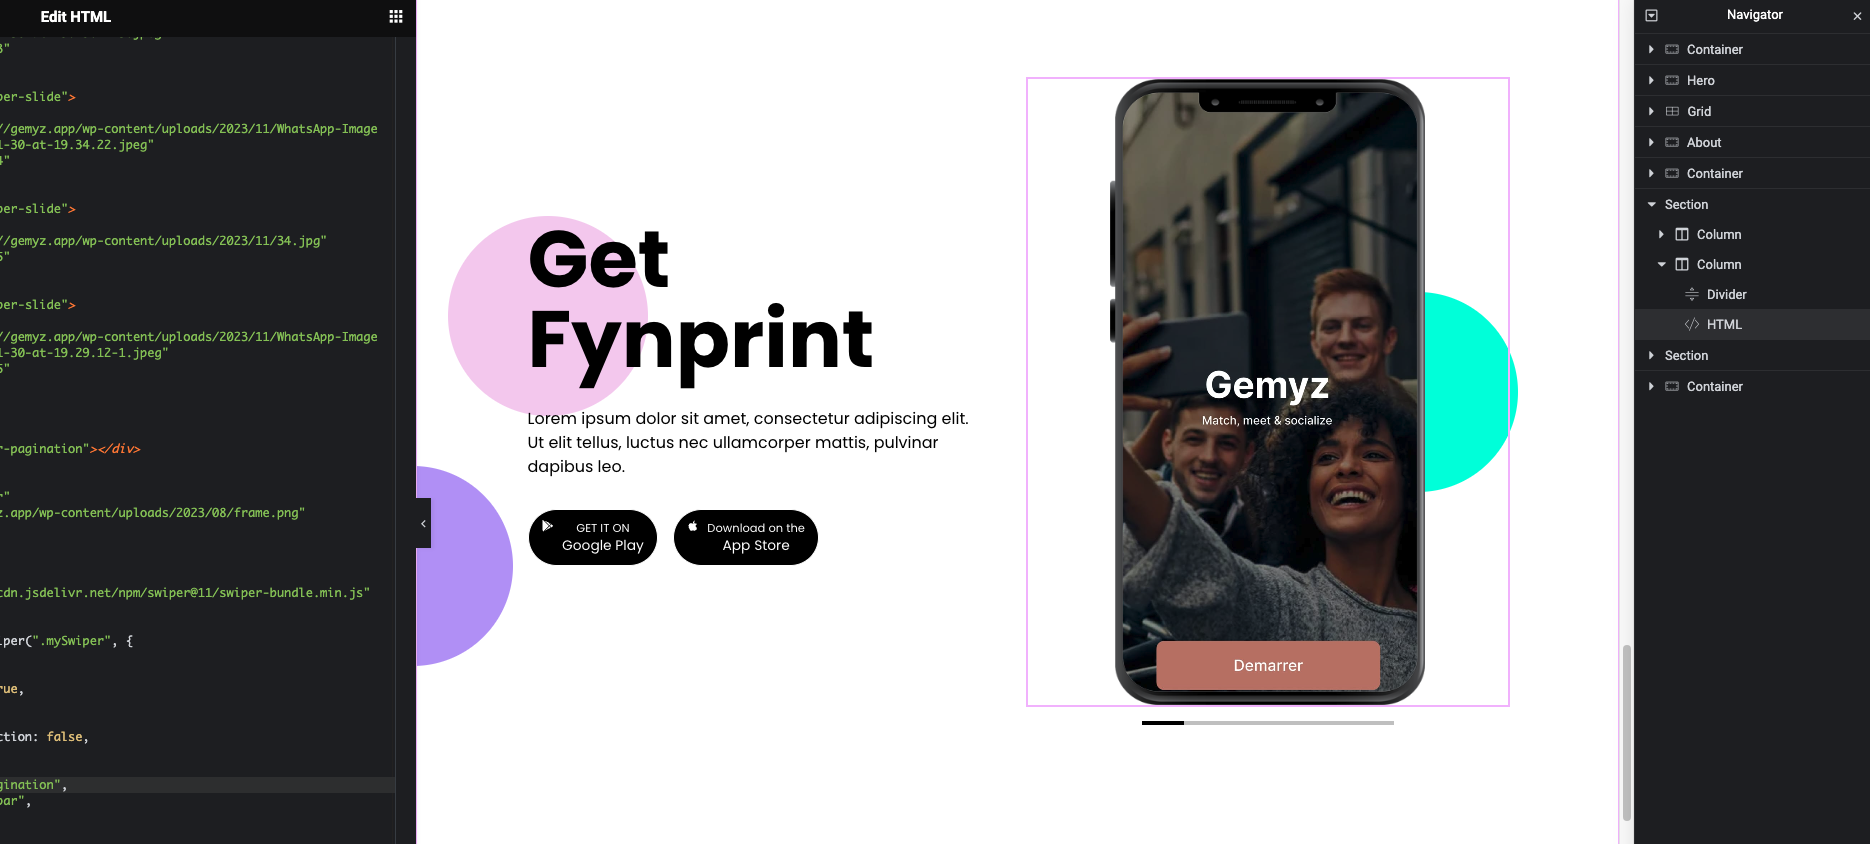 Edit HTML
3"
per-slide">
//gemyz.app/wp-content/uploads/2023/11/WhatsApp-Image
1-30-at-19.34.22.jpeg"
4"
per-slide">
//gemyz.app/wp-content/uploads/2023/11/34.jpg"
5"
per-slide">
//gemyz.app/wp-content/uploads/2023/11/WhatsApp-Image
1-30-at-19.29.12-1.jpeg"
r-pagination"></div>
r"
z.app/wp-content/uploads/2023/08/frame.png"
cdn.jsdelivr.net/npm/swiper@11/swiper-bundle.min.js"
iper(".mySwiper", {
rue,
ction: false,
gination",
bar",
Get
Fynprint
Lorem ipsum dolor sit amet, consectetur adipiscing elit.
Ut elit tellus, luctus nec ullamcorper mattis, pulvinar
dapibus leo.
GET IT ON
Google Play
Download on the
App Store
Gemyz
Match, meet & socialize
Demarrer
Navigator
Container
Hero
Grid
About
Container
Section
Column
Column
Divider
HTML
Section
Container